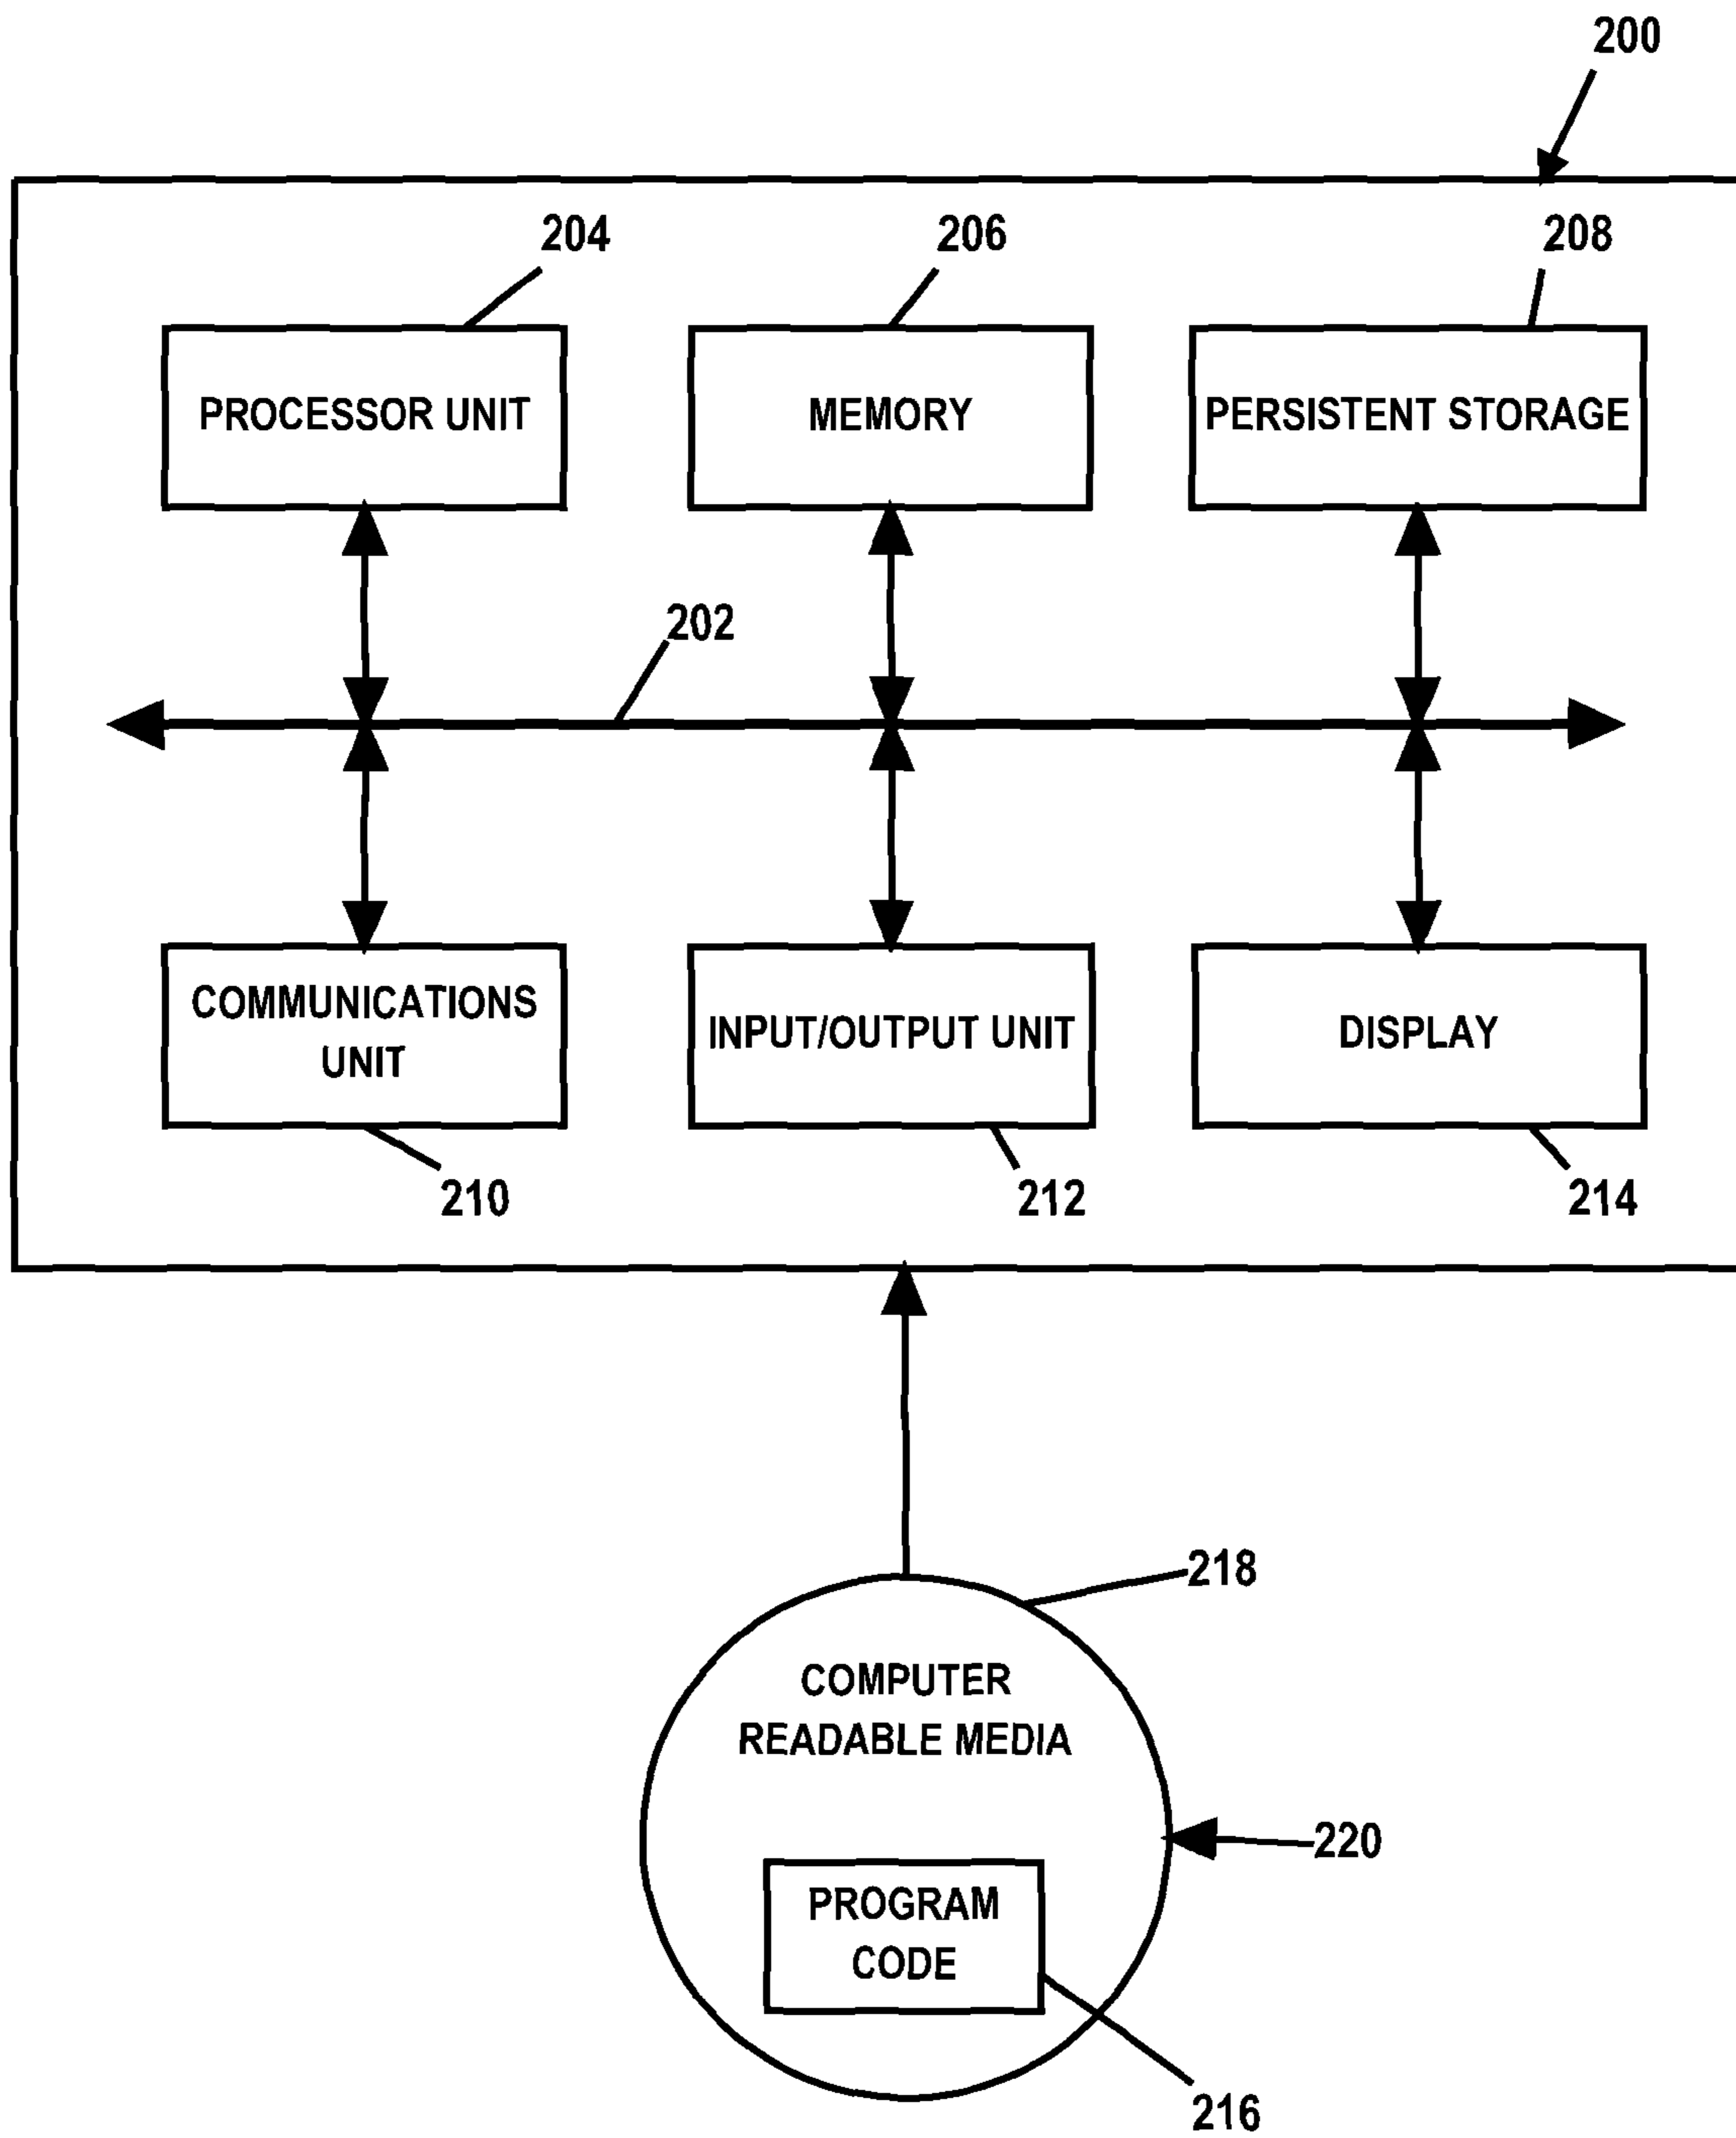 200
204
206
208
PROCESSOR UNIT
MEMORY
PERSISTENT STORAGE
202
COMMUNICATIONS
UNIT
INPUT/OUTPUT UNIT
DISPLAY
210
212
214
218
COMPUTER
READABLE MEDIA
220
PROGRAM
CODE
216